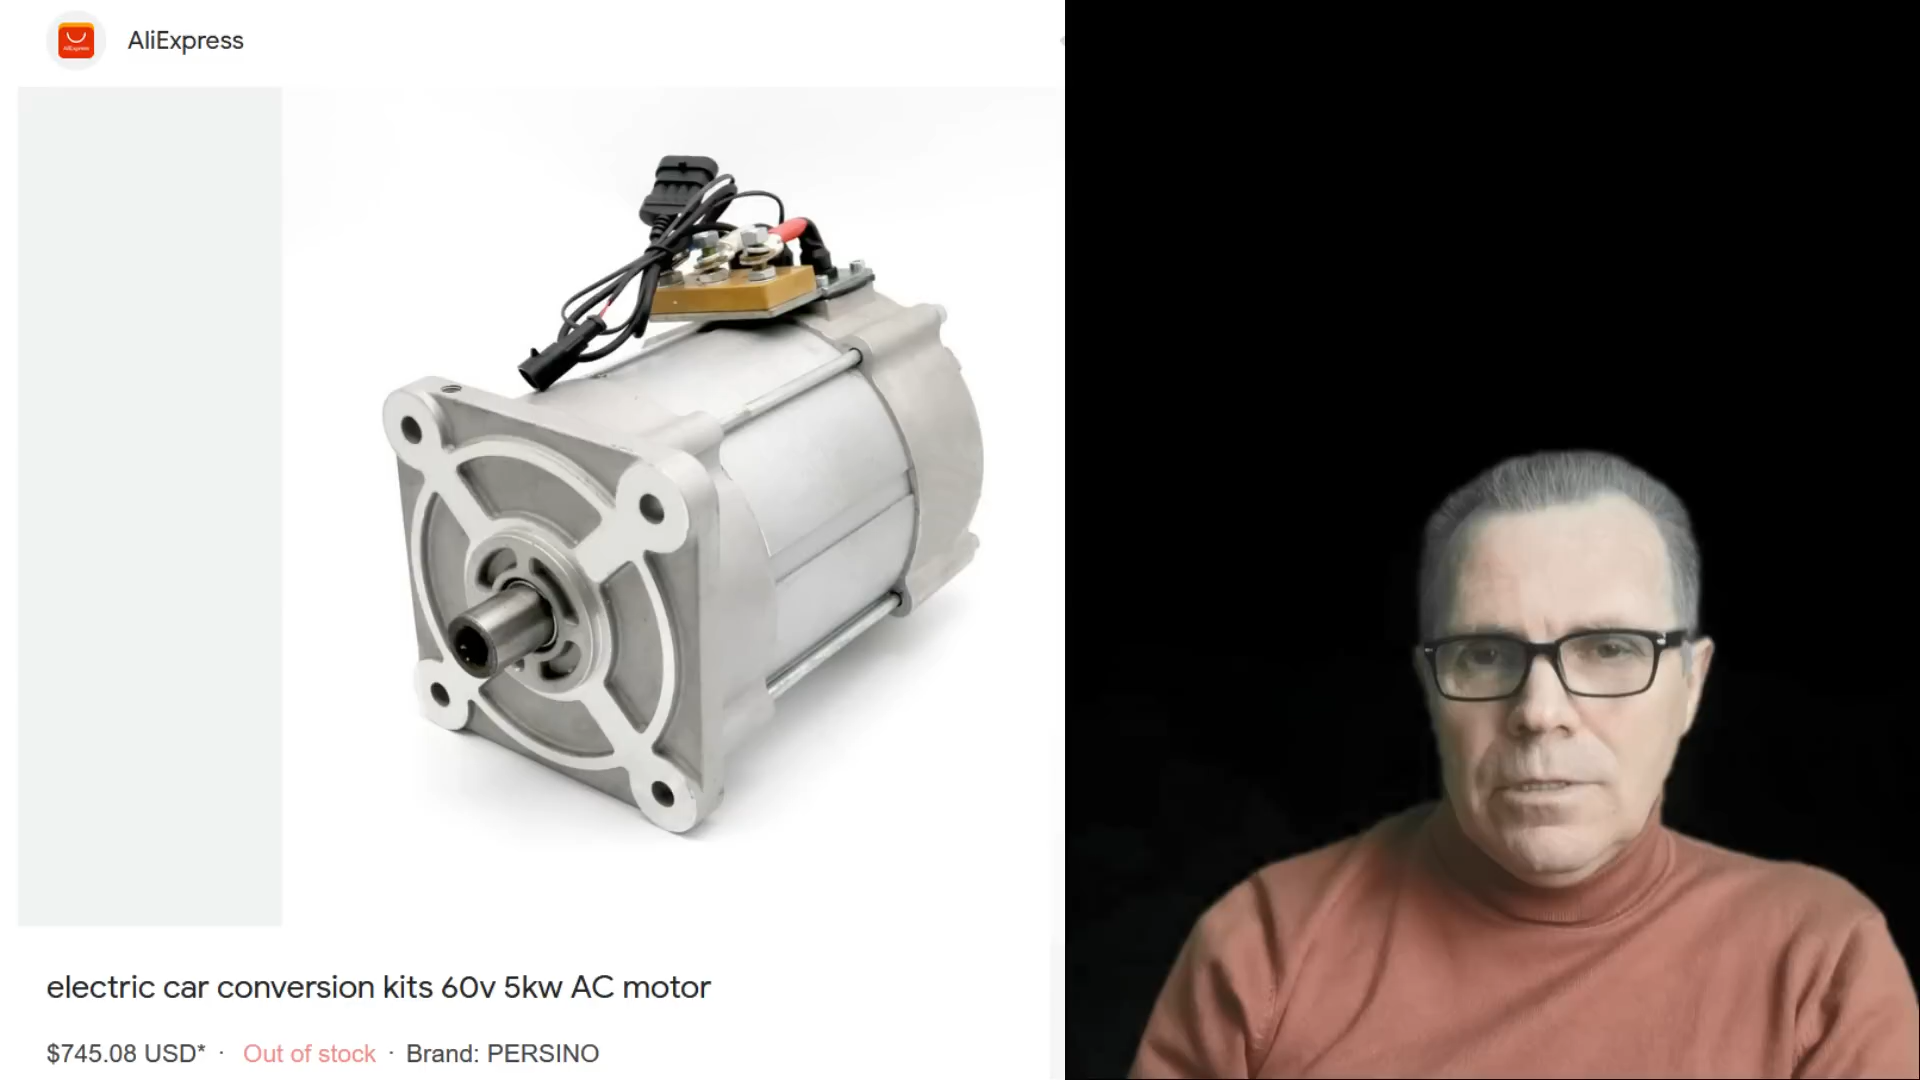 AliExpress
electric car conversion kits 60v 5kw AC motor
$745.08 USD* · Out of stock · Brand: PERSINO